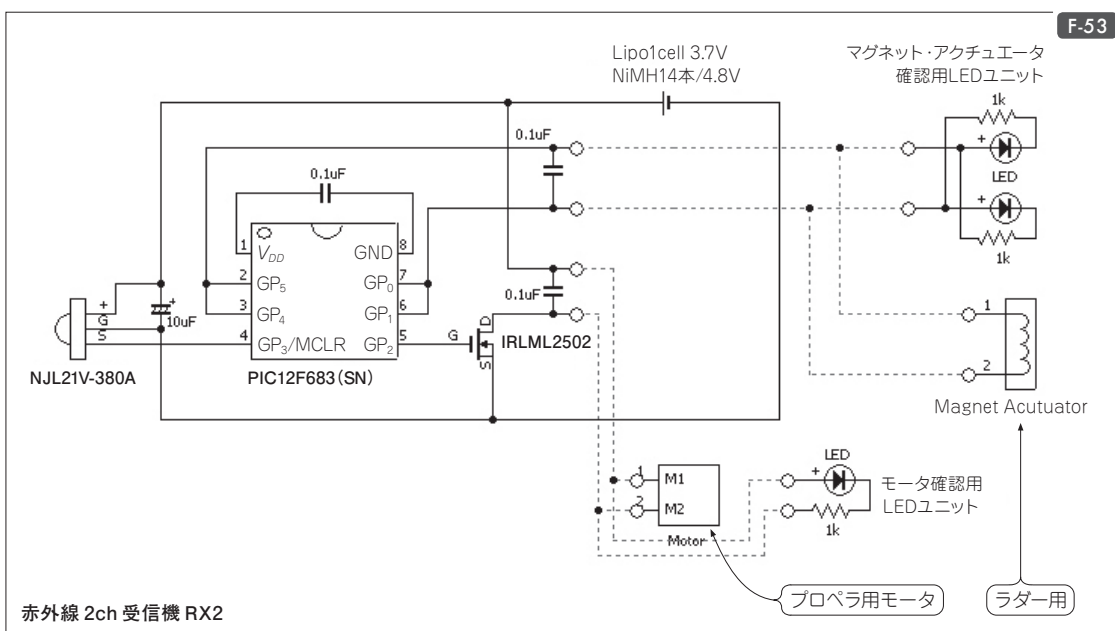 F-53
Lipo1cell 3.7V
NiMH14本/4.8V
マグネット・アクチュエータ
確認用LEDユニット
1k
+
LED
+
1k
0.1uF
0.1uF
1
VDD
GND
8
2
GP5
GP0
7
3
GP4
GP1
6
4
GP3/MCLR
GP2
5
PIC12F683(SN)
+
G
S
+
10uF
NJL21V-380A
0.1uF
G
D
S
IRLML2502
1
2
Magnet Acutuator
1
M1
2
M2
Motor
LED
+
1k
モータ確認用
LEDユニット
プロペラ用モータ
ラダー用
赤外線 2ch 受信機 RX2